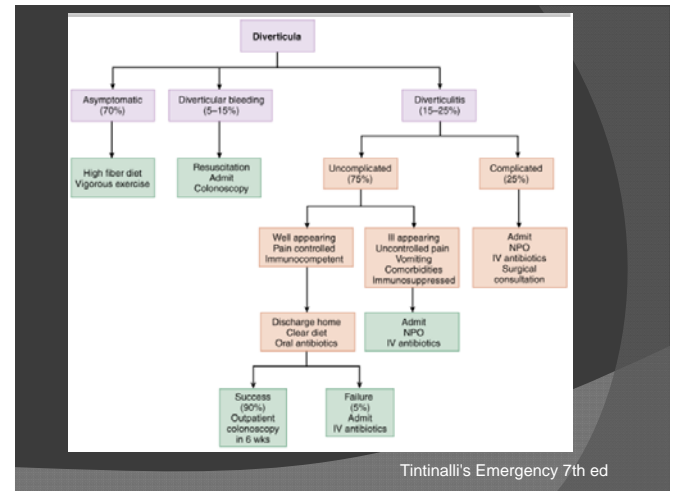 Diverticula
Asymptomatic
(70%)
Diverticular bleeding
(5–15%)
Diverticulitis
(15–25%)
High fiber diet
Vigorous exercise
Resuscitation
Admit
Colonoscopy
Uncomplicated
(75%)
Complicated
(25%)
Well appearing
Pain controlled
Immunocompetent
Ill appearing
Uncontrolled pain
Vomiting
Comorbidities
Immunosuppressed
Admit
NPO
IV antibiotics
Surgical
consultation
Discharge home
Clear diet
Oral antibiotics
Admit
NPO
IV antibiotics
Success
(90%)
Outpatient
colonoscopy
in 6 wks
Failure
(5%)
Admit
IV antibiotics
Tintinalli's Emergency 7th ed